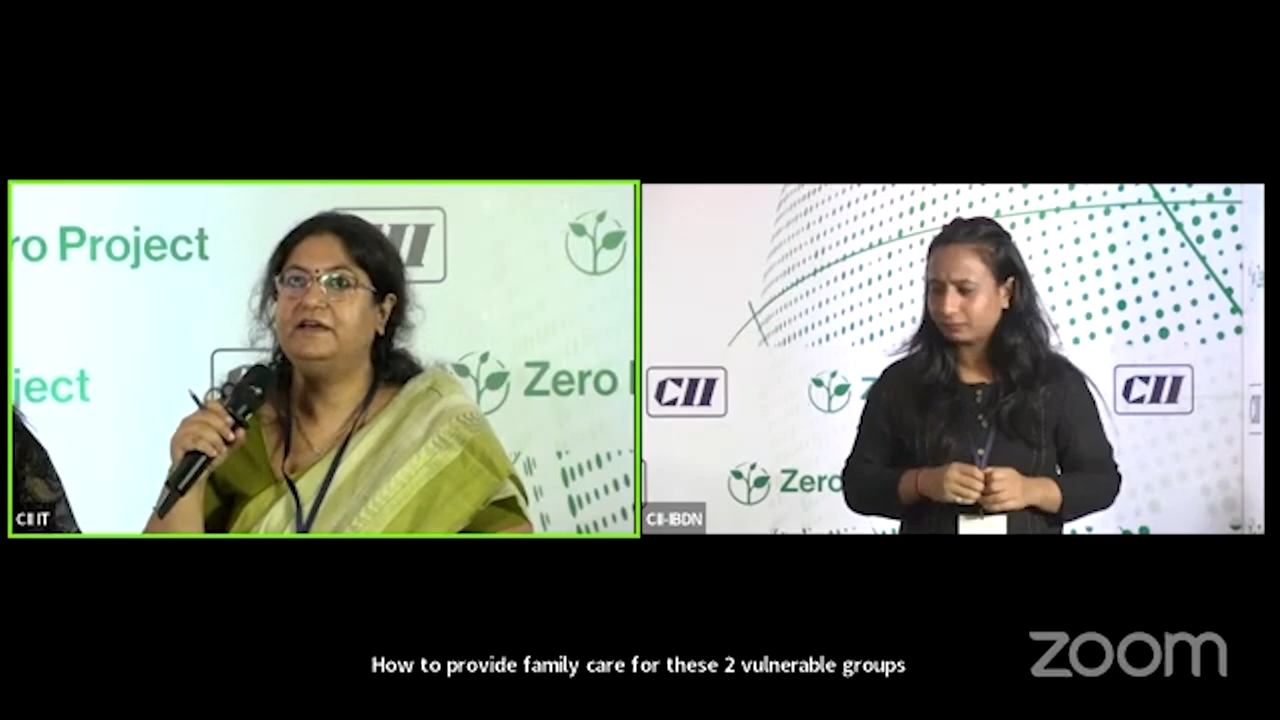 ro Project
CII
ject
Zero
CII IT
CII
CII
Zero
CII-IBDN
How to provide family care for these 2 vulnerable groups
zoom